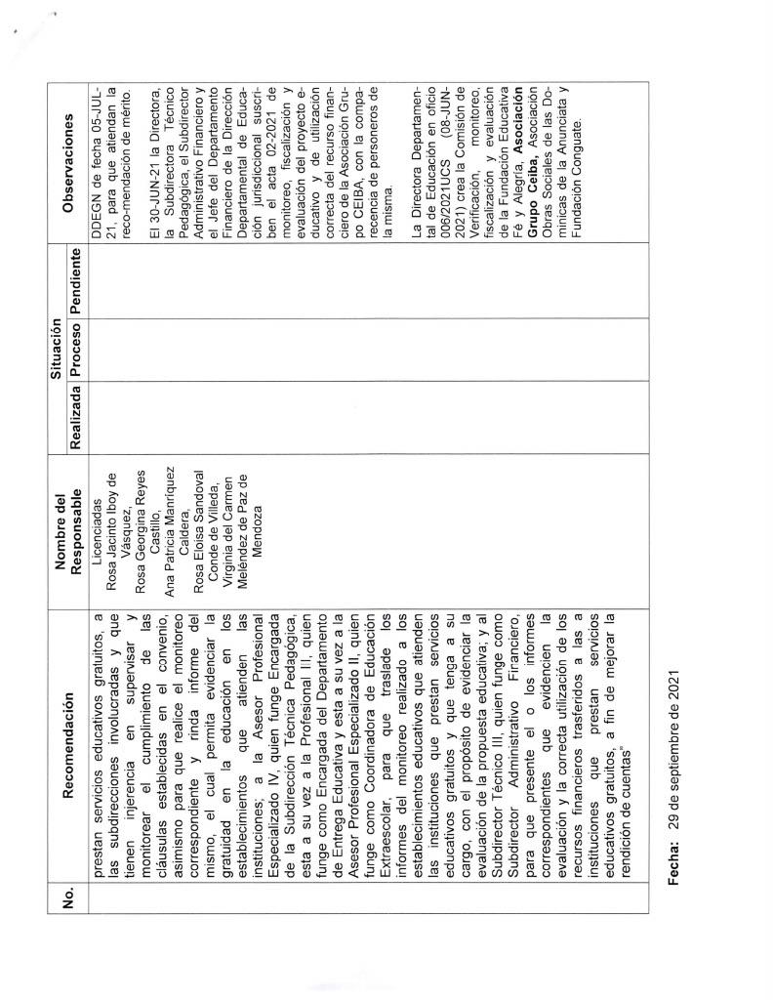 No.
Recomendación
Nombre del
Responsable
Situación
Realizada
Proceso
Pendiente
Observaciones
prestan servicios educativos gratuitos, a
las subdirecciones involucradas y que
tienen injerencia en supervisar y
monitorear el cumplimiento de las
cláusulas establecidas en el convenio,
asimismo para que realice el monitoreo
correspondiente y rinda informe del
mismo, el cual permita evidenciar la
gratuidad en la educación en los
establecimientos que atienden las
instituciones; a la Asesor Profesional
Especializado IV, quien funge Encargada
de la Subdirección Técnica Pedagógica,
esta a su vez a la Profesional III, quien
funge como Encargada del Departamento
de Entrega Educativa y esta a su vez a la
Asesor Profesional Especializado II, quien
funge como Coordinadora de Educación
Extraescolar, para que traslade los
informes del monitoreo realizado a los
establecimientos educativos que atienden
las instituciones que prestan servicios
educativos gratuitos y que tenga a su
cargo, con el propósito de evidenciar la
evaluación de la propuesta educativa; y al
Subdirector Técnico III, quien funge como
Subdirector Administrativo Financiero,
para que presente el o los informes
correspondientes que evidencien la
evaluación y la correcta utilización de los
recursos financieros trasferidos a las a
instituciones que prestan servicios
educativos gratuitos, a fin de mejorar la
rendición de cuentas”
Licenciadas
Rosa Jacinto Iboy de
Vásquez,
Rosa Georgina Reyes
Castillo,
Ana Patricia Manríquez
Caldera,
Rosa Eloisa Sandoval
Conde de Villeda,
Virginia del Carmen
Meléndez de Paz de
Mendoza
DDEGN de fecha 05-JUL-
21, para que atiendan la
reco-mendación de mérito.
El 30-JUN-21 la Directora,
la Subdirectora Técnico
Pedagógica, el Subdirector
Administrativo Financiero y
el Jefe del Departamento
Financiero de la Dirección
Departamental de Educa-
ción jurisdiccional suscri-
ben el acta 02-2021 de
monitoreo, fiscalización y
evaluación del proyecto e-
ducativo y de utilización
correcta del recurso finan-
ciero de la Asociación Gru-
po CEIBA, con la compa-
recencia de personeros de
la misma.
La Directora Departamen-
tal de Educación en oficio
006/2021UCS (08-JUN-
2021) crea la Comisión de
Verificación, monitoreo,
fiscalización y evaluación
de la Fundación Educativa
Fé y Alegría, Asociación
Grupo Ceiba, Asociación
Obras Sociales de las Do-
minicas de la Anunciata y
Fundación Conguate.
Fecha: 29 de septiembre de 2021